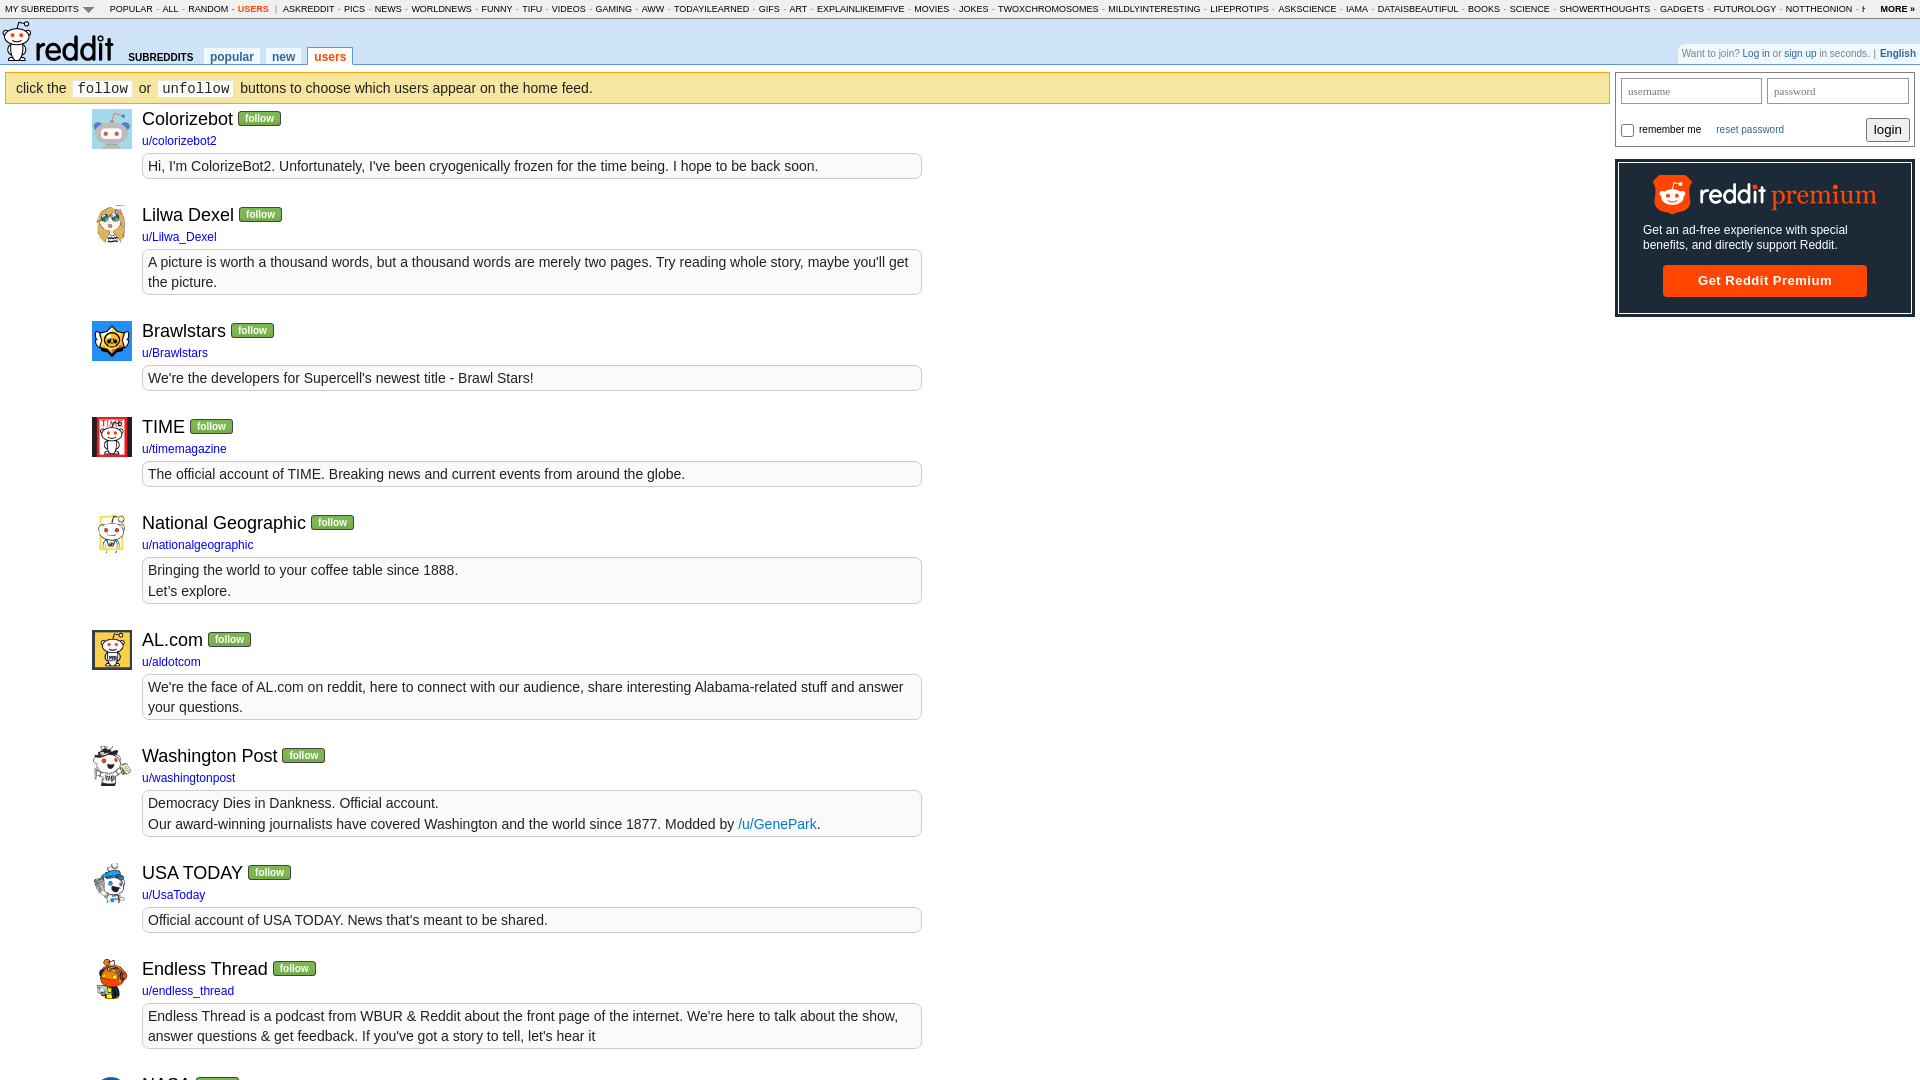 MY SUBREDDITS POPULAR - ALL - RANDOM - USERS | ASKREDDIT - PICS - NEWS - WORLDNEWS - FUNNY - TIFU - VIDEOS - GAMING - AWW - TODAYILEARNED - GIFS - ART - EXPLAINLIKEIMFIVE - MOVIES - JOKES - TWOXCHROMOSOMES - MILDLYINTERESTING - LIFEPROTIPS - ASKSCIENCE - IAMA - DATAISBEAUTIFUL - BOOKS - SCIENCE - SHOWERTHOUGHTS - GADGETS - FUTUROLOGY - NOTTHEONION - MORE »
reddit SUBREDDITS popular new users
Want to join? Log in or sign up in seconds. | English
click the follow or unfollow buttons to choose which users appear on the home feed.
username password
remember me reset password login
reddit premium
Get an ad-free experience with special
benefits, and directly support Reddit.
Get Reddit Premium
Colorizebot follow
u/colorizebot2
Hi, I'm ColorizeBot2. Unfortunately, I've been cryogenically frozen for the time being. I hope to be back soon.
Lilwa Dexel follow
u/Lilwa_Dexel
A picture is worth a thousand words, but a thousand words are merely two pages. Try reading whole story, maybe you'll get
the picture.
Brawlstars follow
u/Brawlstars
We're the developers for Supercell's newest title - Brawl Stars!
TIME follow
u/timemagazine
The official account of TIME. Breaking news and current events from around the globe.
National Geographic follow
u/nationalgeographic
Bringing the world to your coffee table since 1888.
Let’s explore.
AL.com follow
u/aldotcom
We're the face of AL.com on reddit, here to connect with our audience, share interesting Alabama-related stuff and answer
your questions.
Washington Post follow
u/washingtonpost
Democracy Dies in Dankness. Official account.
Our award-winning journalists have covered Washington and the world since 1877. Modded by /u/GenePark.
USA TODAY follow
u/UsaToday
Official account of USA TODAY. News that's meant to be shared.
Endless Thread follow
u/endless_thread
Endless Thread is a podcast from WBUR & Reddit about the front page of the internet. We're here to talk about the show,
answer questions & get feedback. If you've got a story to tell, let's hear it